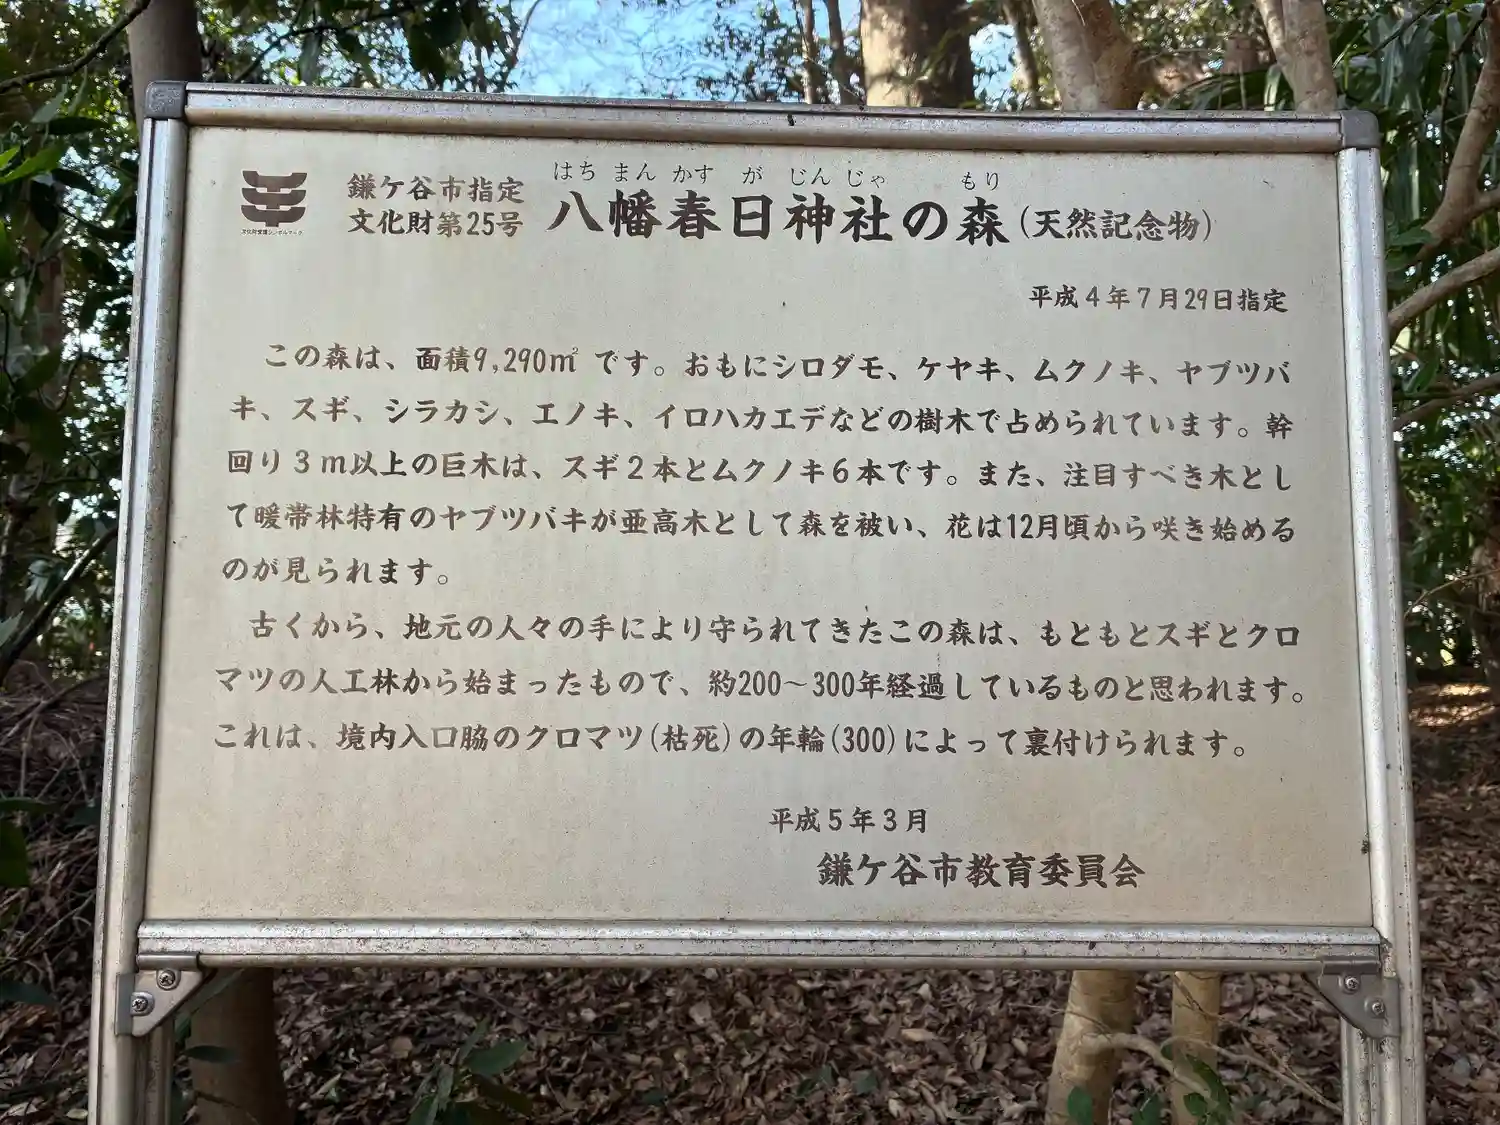 鎌ケ谷市指定
文化財第25号
はちまんかすがじんじゃ もり
八幡春日神社の森(天然記念物)
平成4年7月29日指定
この森は、面積9,290㎡ です。おもにシロダモ、ケヤキ、ムクノキ、ヤブツバ
キ、スギ、シラカシ、エノキ、イロハカエデなどの樹木で占められています。幹
回り3m以上の巨木は、スギ2本とムクノキ6本です。また、注目すべき木とし
て暖帯林特有のヤブツバキが亜高木として森を被い、花は12月頃から咲き始める
のが見られます。
古くから、地元の人々の手により守られてきたこの森は、もともとスギとクロ
マツの人工林から始まったもので、約200〜300年経過しているものと思われます。
これは、境内入口脇のクロマツ(枯死)の年輪(300)によって裏付けられます。
平成5年3月
鎌ケ谷市教育委員会